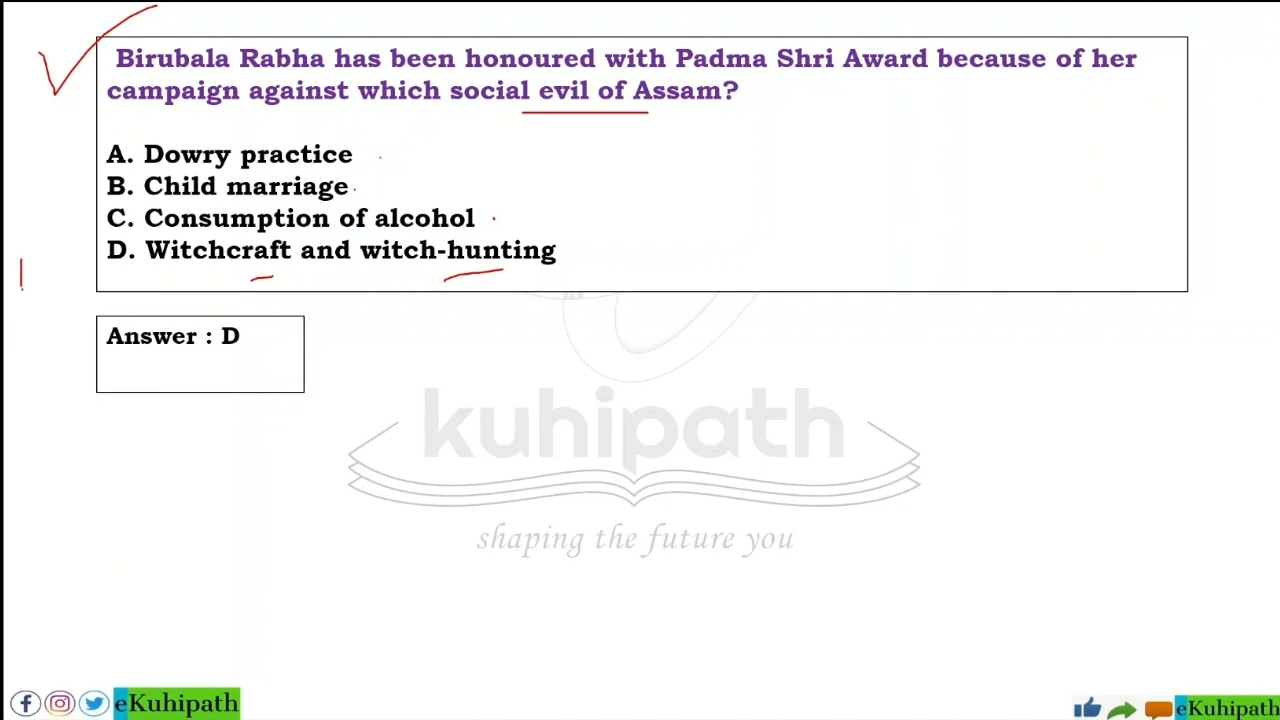 Birubala Rabha has been honoured with Padma Shri Award because of her
campaign against which social evil of Assam?
A. Dowry practice
B. Child marriage
C. Consumption of alcohol
D. Witchcraft and witch-hunting
Answer : D
kuhipath
shaping the future you
eKuhipath
eKuhipath